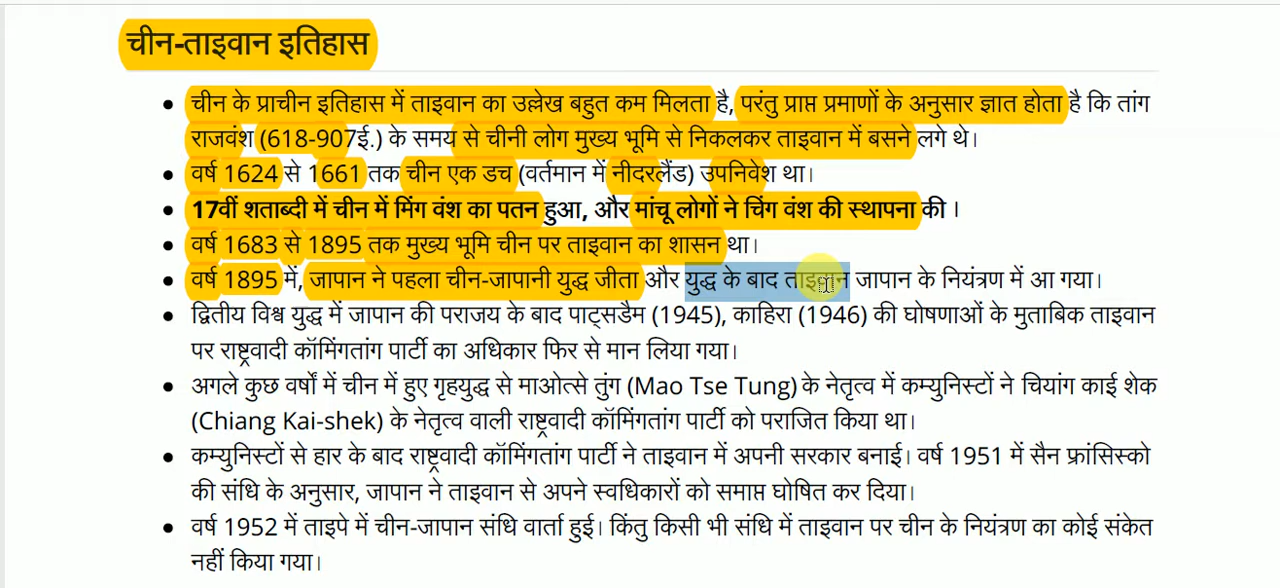 चीन-ताइवान इतिहास
• चीन के प्राचीन इतिहास में ताइवान का उल्लेख बहुत कम मिलता है, परंतु प्राप्त प्रमाणों के अनुसार ज्ञात होता है कि तांग
राजवंश (618-907ई.) के समय से चीनी लोग मुख्य भूमि से निकलकर ताइवान में बसने लगे थे।
• वर्ष 1624 से 1661 तक चीन एक डच (वर्तमान में नीदरलैंड) उपनिवेश था।
• 17वीं शताब्दी में चीन में मिंग वंश का पतन हुआ, और मांचू लोगों ने चिंग वंश की स्थापना की ।
• वर्ष 1683 से 1895 तक मुख्य भूमि चीन पर ताइवान का शासन था।
• वर्ष 1895 में, जापान ने पहला चीन-जापानी युद्ध जीता और युद्ध के बाद ताइवान जापान के नियंत्रण में आ गया।
• द्वितीय विश्व युद्ध में जापान की पराजय के बाद पाट्सडैम (1945), काहिरा (1946) की घोषणाओं के मुताबिक ताइवान
पर राष्ट्रवादी कॉमिंगतांग पार्टी का अधिकार फिर से मान लिया गया।
• अगले कुछ वर्षों में चीन में हुए गृहयुद्ध से माओत्से तुंग (Mao Tse Tung) के नेतृत्व में कम्युनिस्टों ने चियांग काई शेक
(Chiang Kai-shek) के नेतृत्व वाली राष्ट्रवादी कॉमिंगतांग पार्टी को पराजित किया था।
• कम्युनिस्टों से हार के बाद राष्ट्रवादी कॉमिंगतांग पार्टी ने ताइवान में अपनी सरकार बनाई। वर्ष 1951 में सैन फ्रांसिस्को
की संधि के अनुसार, जापान ने ताइवान से अपने स्वधिकारों को समाप्त घोषित कर दिया।
• वर्ष 1952 में ताइपे में चीन-जापान संधि वार्ता हुई। किंतु किसी भी संधि में ताइवान पर चीन के नियंत्रण का कोई संकेत
नहीं किया गया।